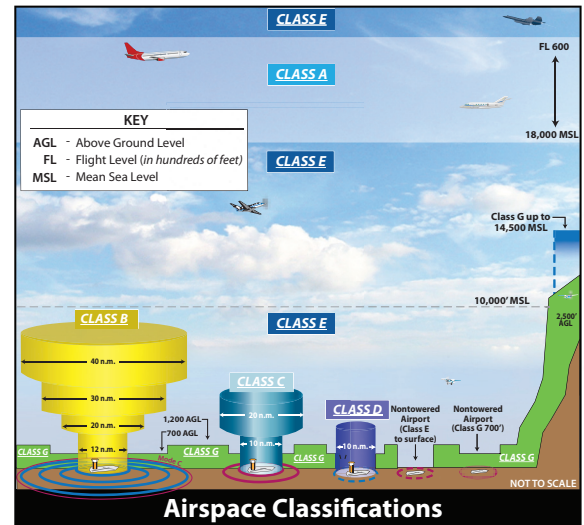 CLASS E
FL 600
CLASS A
18,000 MSL
KEY
AGL - Above Ground Level
FL - Flight Level (in hundreds of feet)
MSL - Mean Sea Level
CLASS E
Class G up to
14,500 MSL
10,000' MSL
2,500'
AGL
CLASS B
CLASS E
40 n.m.
30 n.m.
20 n.m.
12 n.m.
Mode C
CLASS C
20 n.m.
10 n.m.
CLASS D
10 n.m.
1,200 AGL
700 AGL
Nontowered
Airport
(Class E
to surface)
Nontowered
Airport
(Class G 700')
CLASS G
CLASS G
CLASS G
CLASS G
CLASS G
NOT TO SCALE
Airspace Classifications